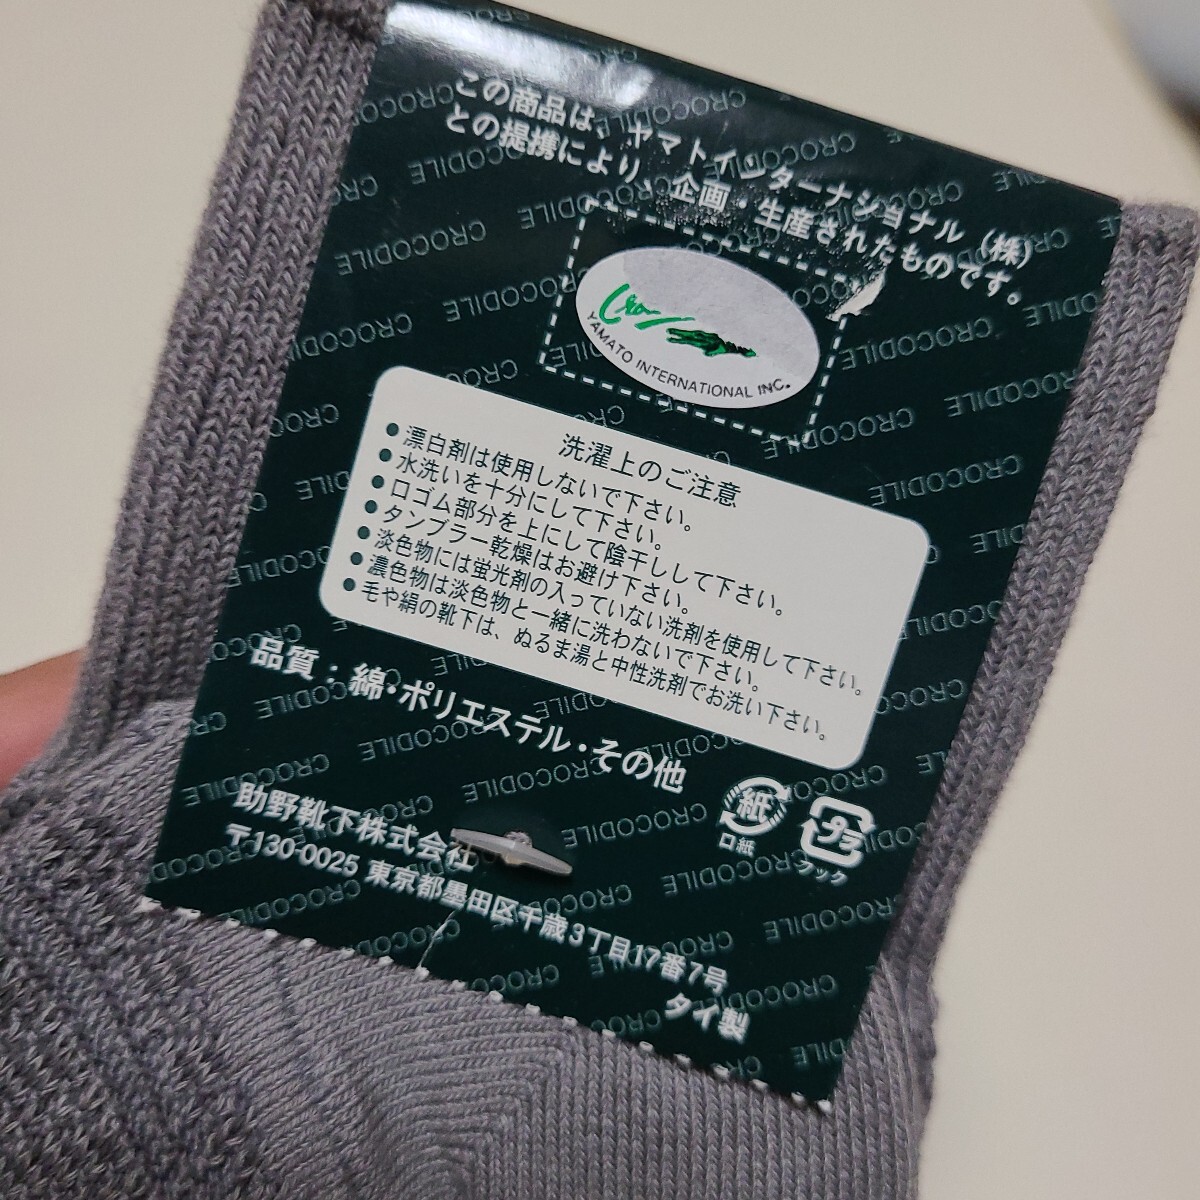 この商品は、ヤマトインターナショナル(株)
との提携により、企画・生産されたものです。
Croco
YAMATO INTERNATIONAL INC.
洗濯上のご注意
●漂白剤は使用しないで下さい。
●水洗いを十分にして下さい。
●口ゴム部分を上にして陰干しして下さい。
●タンブラー乾燥はお避け下さい。
●淡色物には蛍光剤の入っていない洗剤を使用して下さい。
●濃色物は淡色物と一緒に洗わないで下さい。
●毛や絹の靴下は、ぬるま湯と中性洗剤でお洗い下さい。
品質:綿・ポリエステル・その他
紙
口紙
プラ
フック
助野靴下株式会社
〒130-0025 東京都墨田区千歳3丁目17番7号
タイ製
CROCODILE